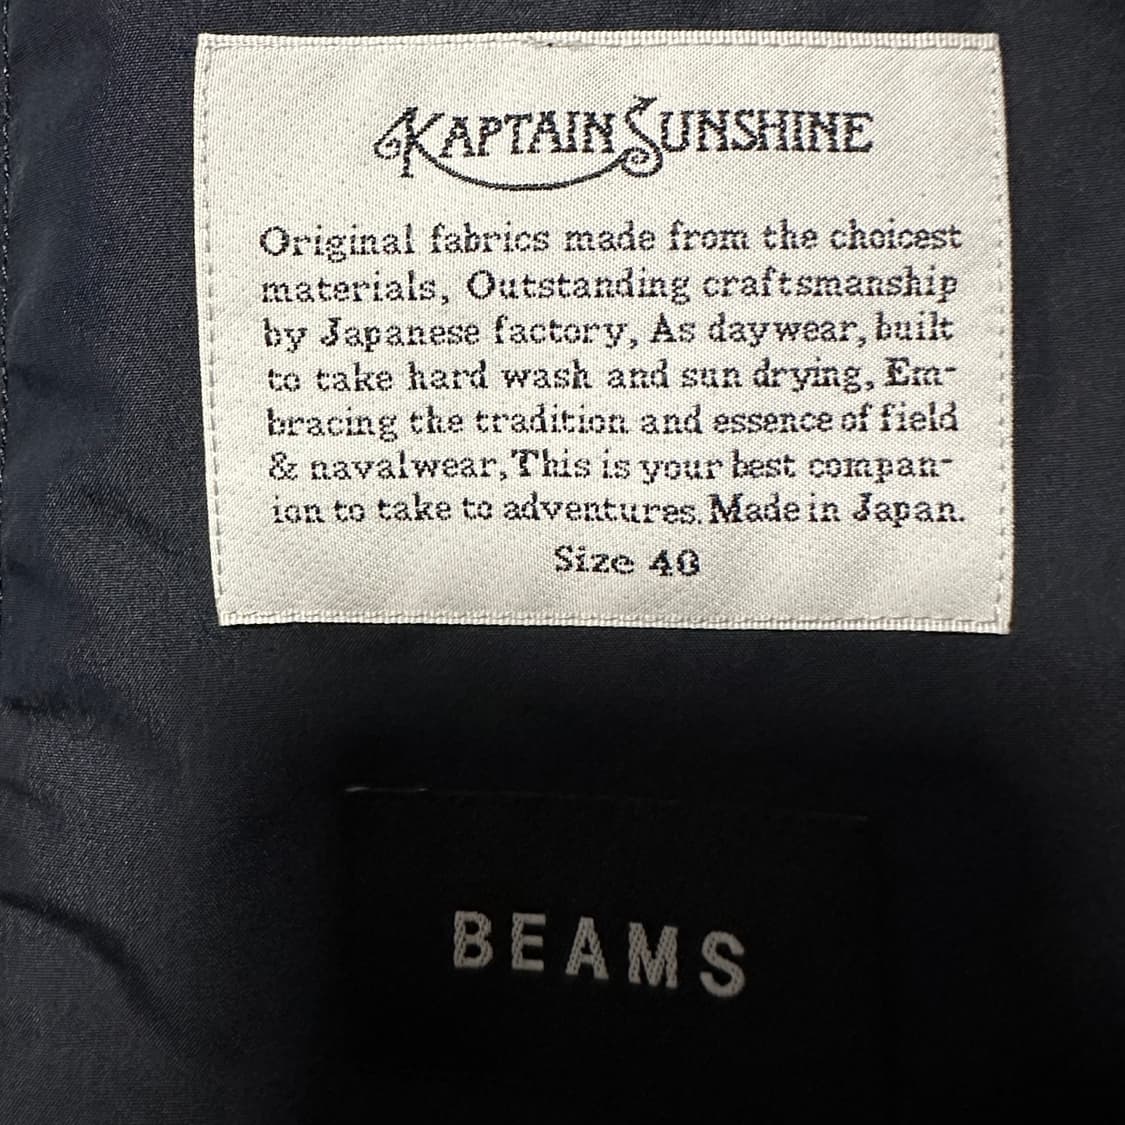 KAPTAIN SUNSHINE
Original fabrics made from the choicest
materials, Outstanding craftsmanship
by Japanese factory, As daywear, built
to take hard wash and sun drying, Em-
bracing the tradition and essence of field
& navalwear, This is your best compan-
ion to take to adventures. Made in Japan.
Size 40
BEAMS